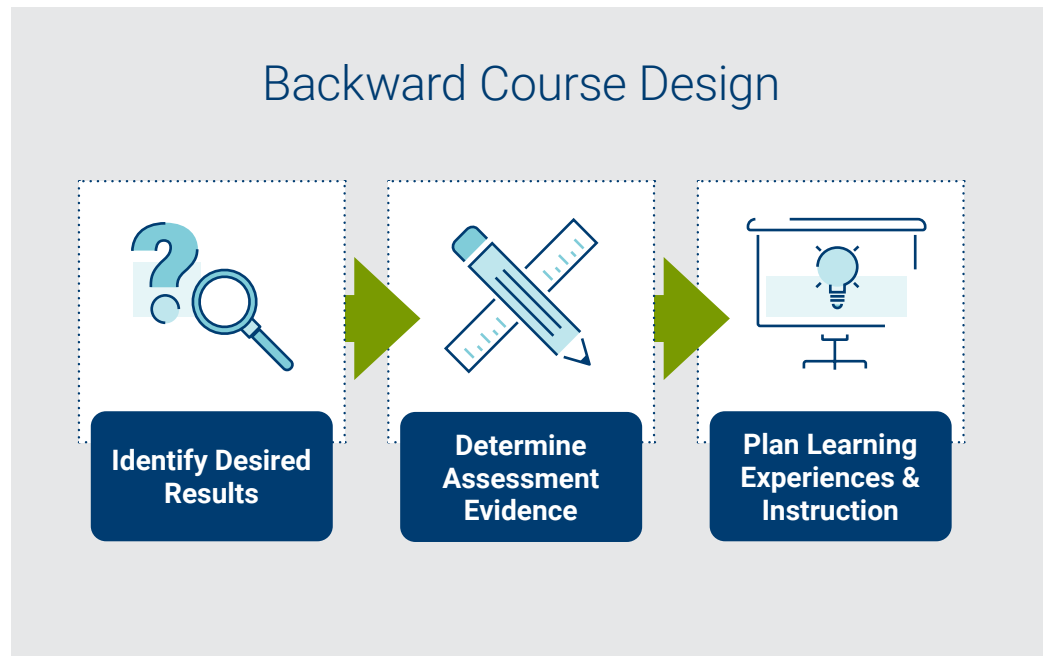 Backward Course Design
Identify Desired
Results
Determine
Assessment
Evidence
Plan Learning
Experiences &
Instruction